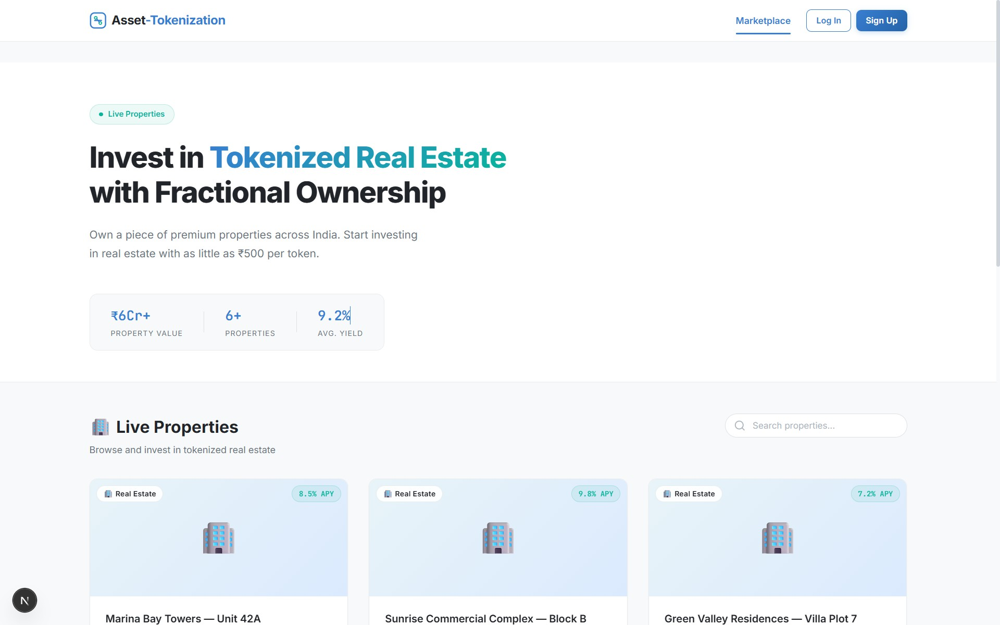 Asset-Tokenization
Marketplace
Log In
Sign Up
Live Properties
Invest in Tokenized Real Estate
with Fractional Ownership
Own a piece of premium properties across India. Start investing
in real estate with as little as ₹500 per token.
₹6Cr+
PROPERTY VALUE
6+
PROPERTIES
9.2%
AVG. YIELD
Live Properties
Browse and invest in tokenized real estate
Search properties...
Real Estate
8.5% APY
Real Estate
9.8% APY
Real Estate
7.2% APY
N
Marina Bay Towers — Unit 42A
Sunrise Commercial Complex — Block B
Green Valley Residences — Villa Plot 7